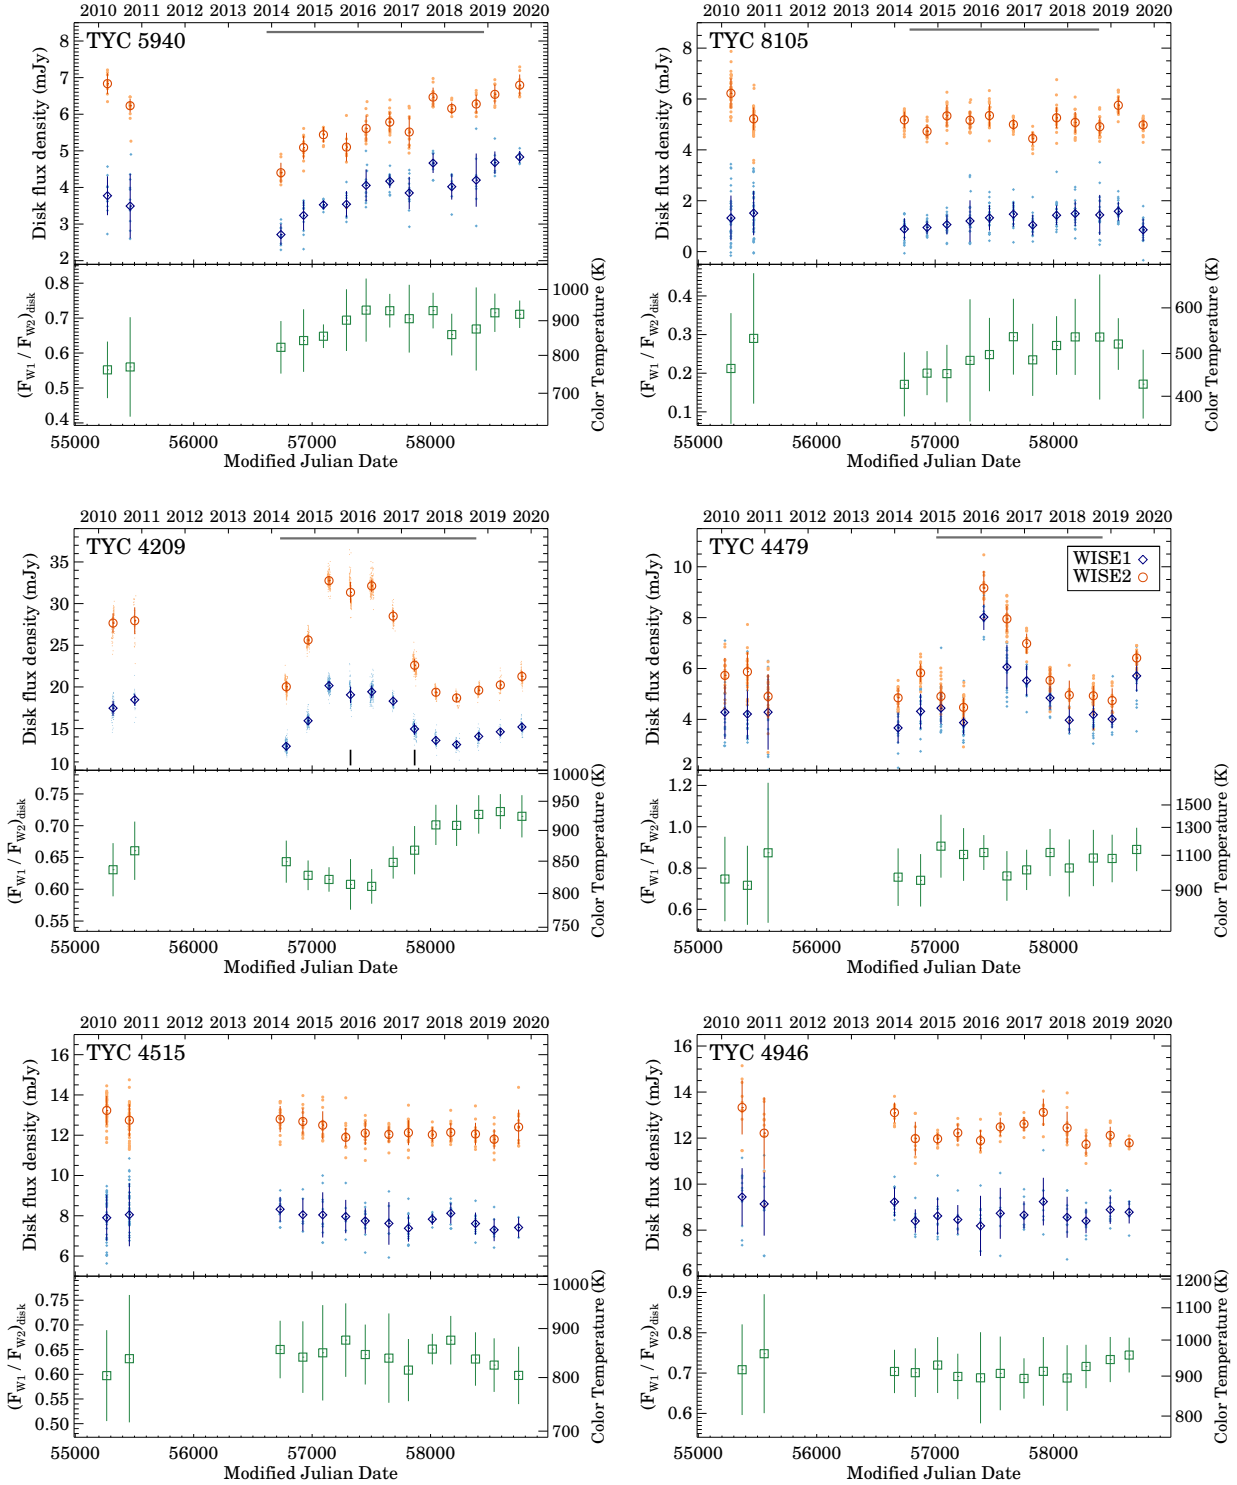 2010 2011 2012 2013 2014 2015 2016 2017 2018 2019 2020
TYC 5940
Disk flux density (mJy)
8
7
6
5
4
3
2
(F_W1 / F_W2)_disk
0.8
0.7
0.6
0.5
0.4
Color Temperature (K)
1000
900
800
700
55000 56000 57000 58000
Modified Julian Date
2010 2011 2012 2013 2014 2015 2016 2017 2018 2019 2020
TYC 8105
Disk flux density (mJy)
8
6
4
2
0
(F_W1 / F_W2)_disk
0.4
0.3
0.2
0.1
Color Temperature (K)
600
500
400
55000 57000 58000
Modified Julian Date
2010 2011 2012 2013 2014 2015 2016 2017 2018 2019 2020
TYC 4209
Disk flux density (mJy)
35
30
25
20
15
10
(F_W1 / F_W2)_disk
0.75
0.70
0.65
0.60
0.55
Color Temperature (K)
1000
950
900
850
800
750
55000 56000 57000 58000
Modified Julian Date
2010 2011 2012 2013 2014 2015 2016 2017 2018 2019 2020
TYC 4479
WISE1
WISE2
Disk flux density (mJy)
10
8
6
4
2
(F_W1 / F_W2)_disk
1.2
1.0
0.8
0.6
Color Temperature (K)
1500
1300
1100
900
55000 56000 57000 58000
Modified Julian Date
2010 2011 2012 2013 2014 2015 2016 2017 2018 2019 2020
TYC 4515
Disk flux density (mJy)
16
14
12
10
8
6
(F_W1 / F_W2)_disk
0.75
0.70
0.65
0.60
0.55
0.50
Color Temperature (K)
1000
900
800
700
55000 56000 57000 58000
Modified Julian Date
2010 2011 2012 2013 2014 2015 2016 2017 2018 2019 2020
TYC 4946
Disk flux density (mJy)
16
14
12
10
8
6
(F_W1 / F_W2)_disk
0.9
0.8
0.7
0.6
Color Temperature (K)
1200
1100
1000
900
800
55000 56000 57000 58000
Modified Julian Date